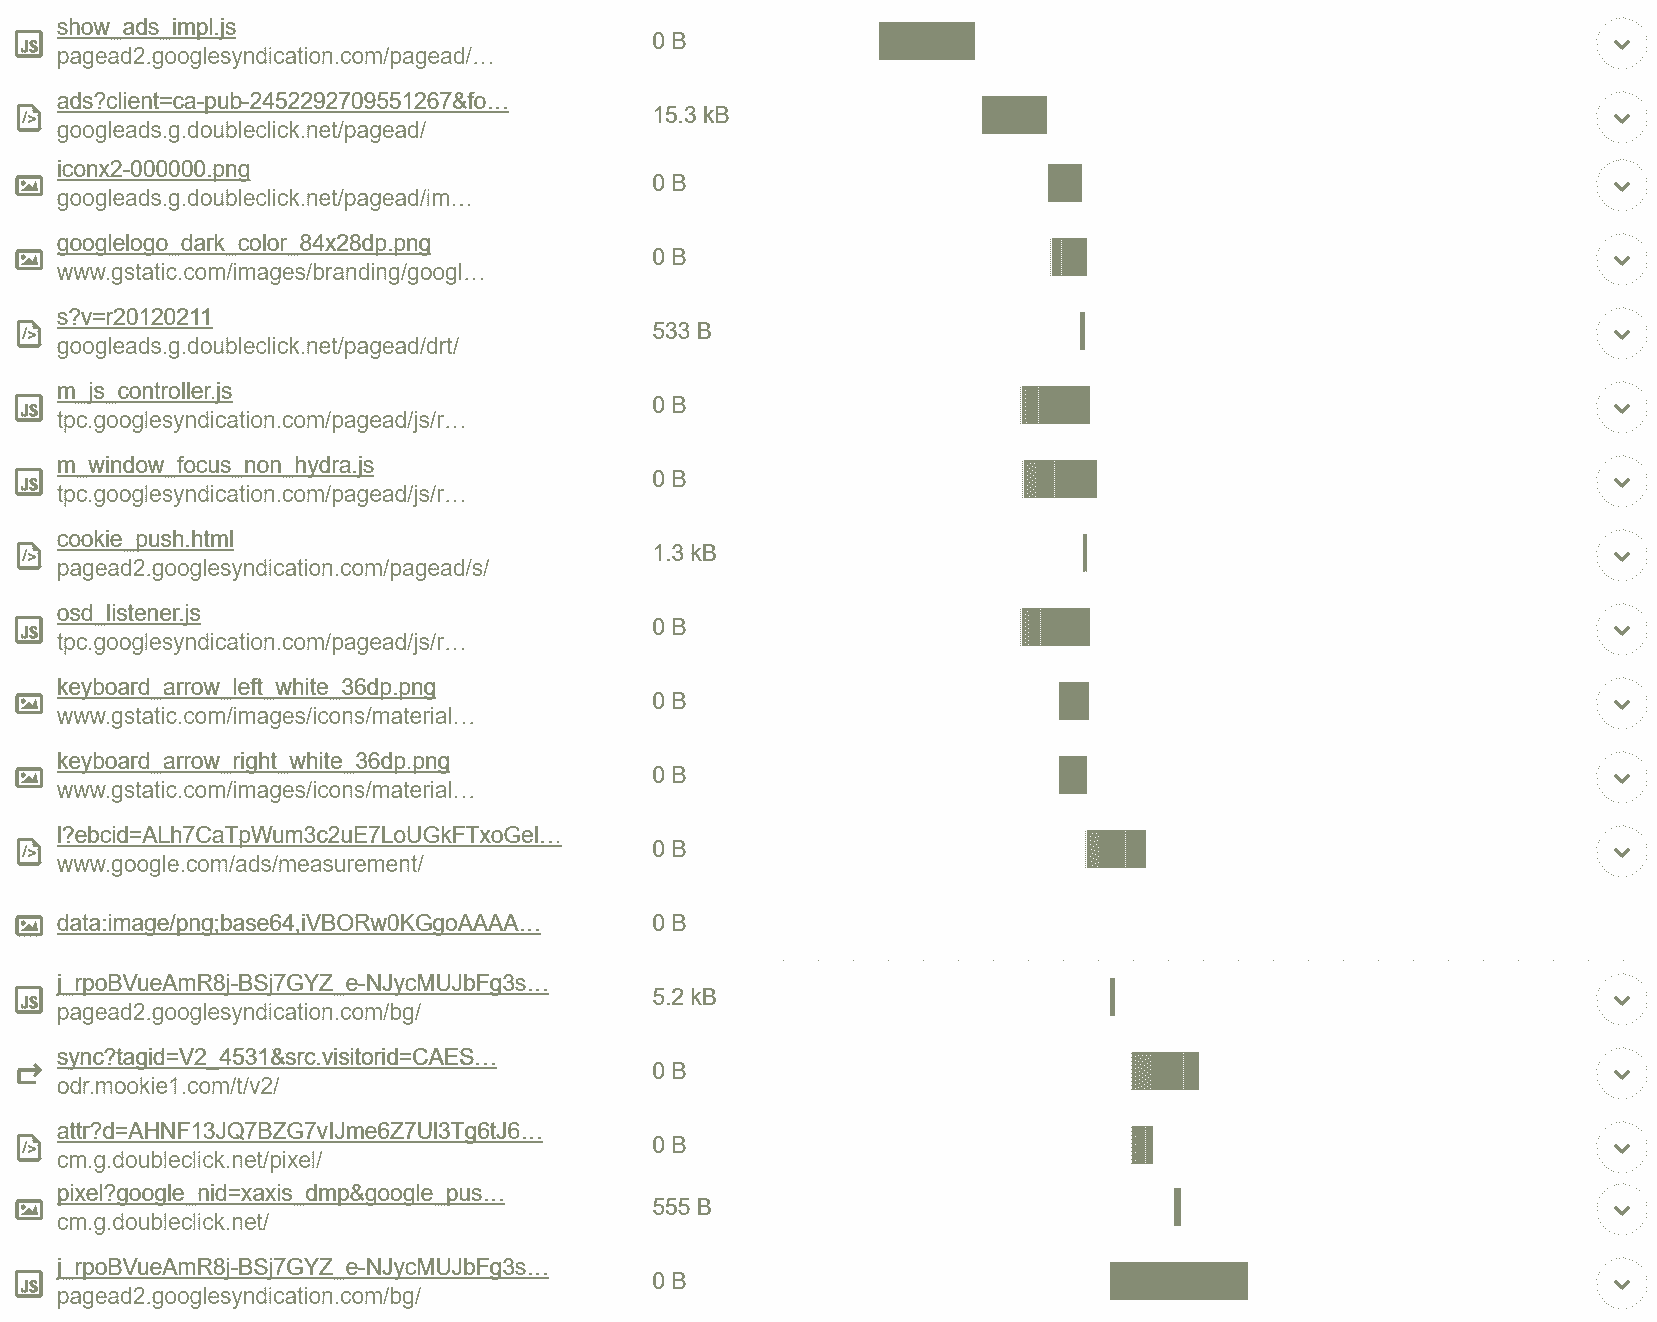 show_ads_impl.js
pagead2.googlesyndication.com/pagead/...
0 B
ads?client=ca-pub-2452292709551267&fo...
googleads.g.doubleclick.net/pagead/
15.3 kB
iconx2-000000.png
googleads.g.doubleclick.net/pagead/im...
0 B
googlelogo_dark_color_84x28dp.png
www.gstatic.com/images/branding/googl...
0 B
s?v=r20120211
googleads.g.doubleclick.net/pagead/drt/
533 B
m_js_controller.js
tpc.googlesyndication.com/pagead/js/r...
0 B
m_window_focus_non_hydra.js
tpc.googlesyndication.com/pagead/js/r...
0 B
cookie_push.html
pagead2.googlesyndication.com/pagead/s/
1.3 kB
osd_listener.js
tpc.googlesyndication.com/pagead/js/r...
0 B
keyboard_arrow_left_white_36dp.png
www.gstatic.com/images/icons/material...
0 B
keyboard_arrow_right_white_36dp.png
www.gstatic.com/images/icons/material...
0 B
l?ebcid=ALh7CaTpWum3c2uE7LoUGkFTxoGel...
www.google.com/ads/measurement/
0 B
data:image/png;base64,iVBORw0KGgoAAAA...
0 B
j_rpoBVueAmR8j-BSj7GYZ_e-NJycMUJbFg3s...
pagead2.googlesyndication.com/bg/
5.2 kB
sync?tagid=V2_4531&src.visitorid=CAES...
odr.mookie1.com/t/v2/
0 B
attr?d=AHNF13JQ7BZG7vIJme6Z7Ul3Tg6tJ6...
cm.g.doubleclick.net/pixel/
0 B
pixel?google_nid=xaxis_dmp&google_pus...
cm.g.doubleclick.net/
555 B
j_rpoBVueAmR8j-BSj7GYZ_e-NJycMUJbFg3s...
pagead2.googlesyndication.com/bg/
0 B